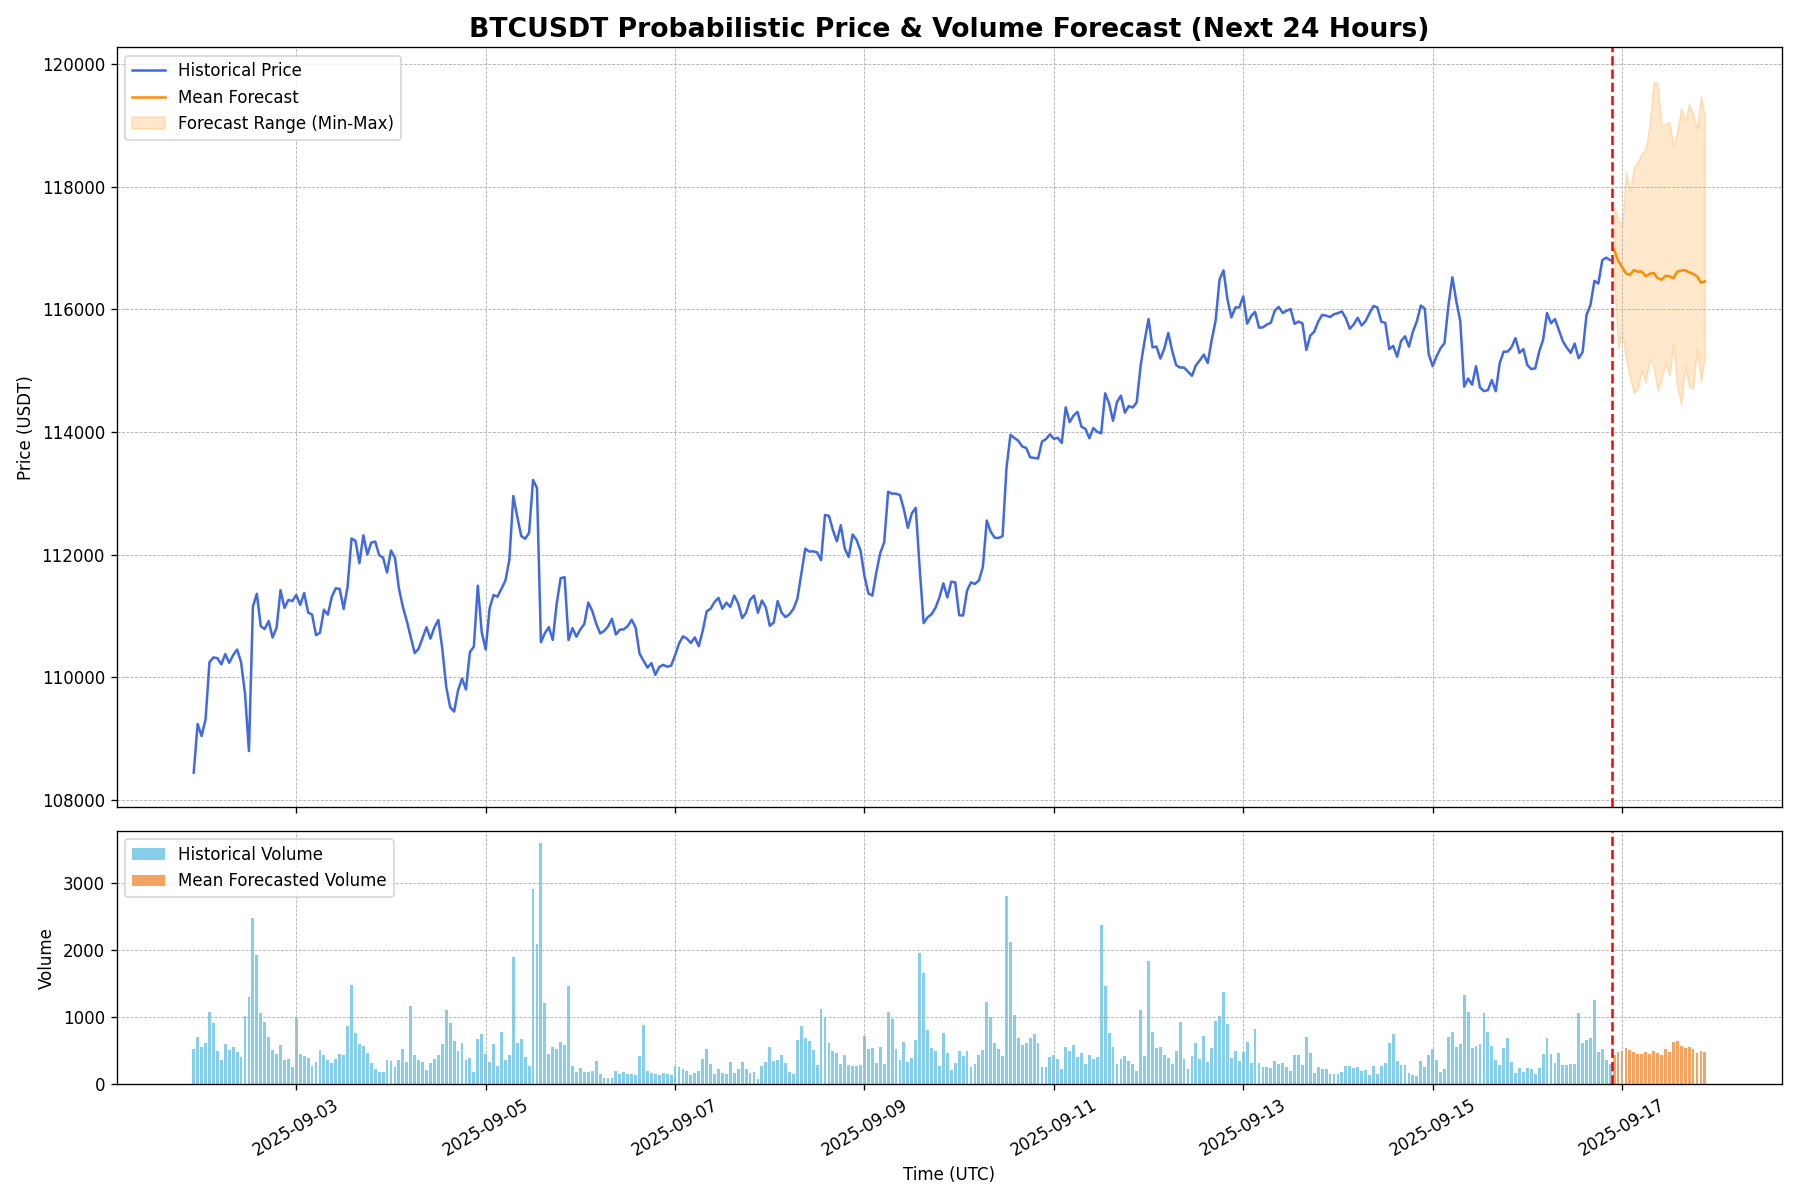 BTCUSDT Probabilistic Price & Volume Forecast (Next 24 Hours)
Historical Price
Mean Forecast
Forecast Range (Min-Max)
120000
118000
116000
114000
112000
110000
108000
Price (USDT)
Historical Volume
Mean Forecasted Volume
3000
2000
1000
0
Volume
2025-09-03
2025-09-05
2025-09-07
2025-09-09
2025-09-11
2025-09-13
2025-09-15
2025-09-17
Time (UTC)